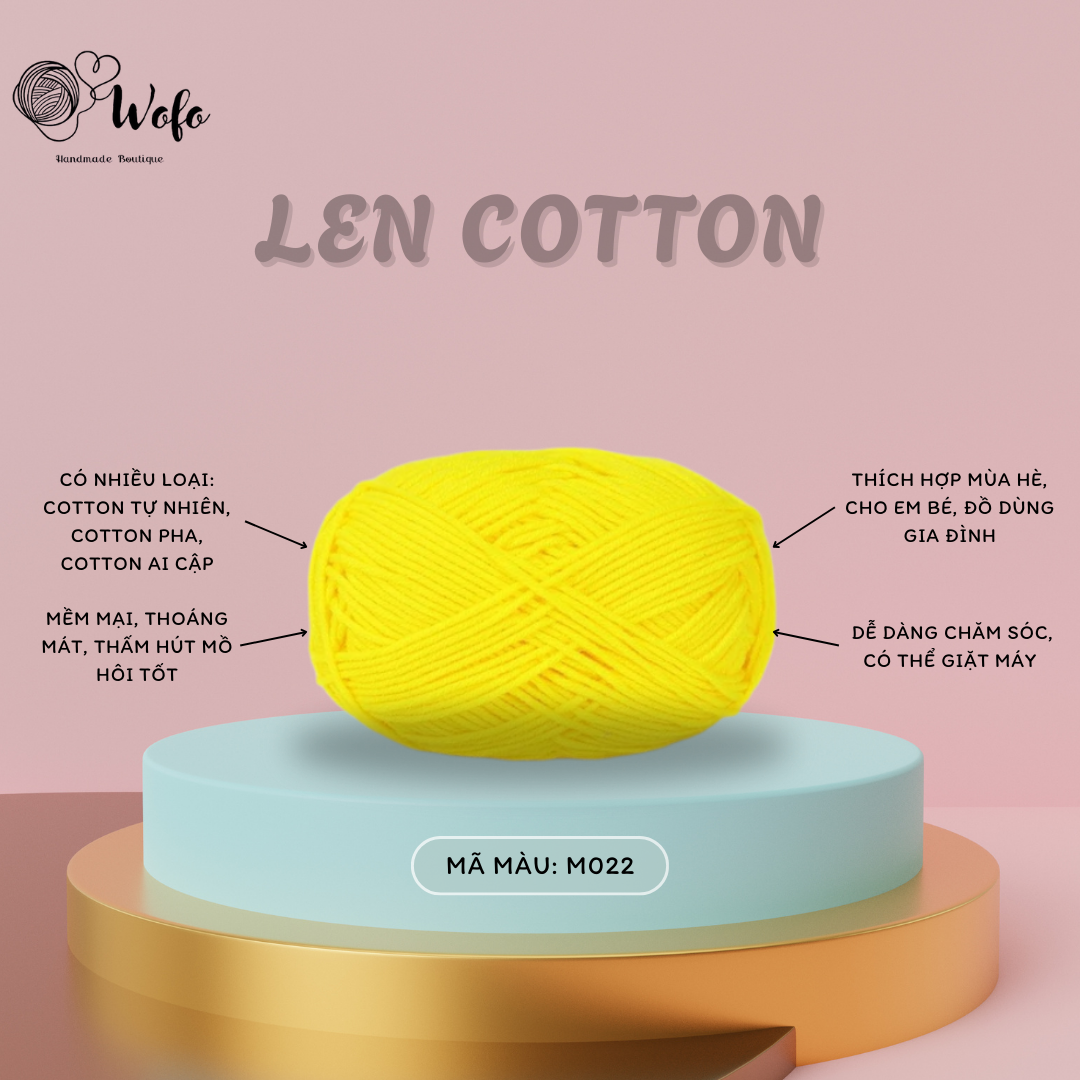 Wofo
Handmade Boutique
LEN COTTON
CÓ NHIỀU LOẠI:
COTTON TỰ NHIÊN,
COTTON PHA,
COTTON AI CẬP
MỀM MẠI, THOÁNG
MÁT, THẤM HÚT MỒ
HÔI TỐT
THÍCH HỢP MÙA HÈ,
CHO EM BÉ, ĐỒ DÙNG
GIA ĐÌNH
DỄ DÀNG CHĂM SÓC,
CÓ THỂ GIẶT MÁY
MÃ MÀU: M022